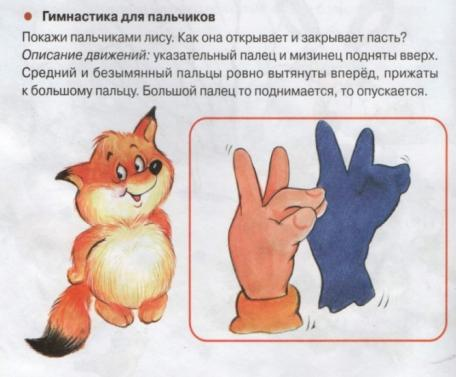 ● Гимнастика для пальчиков
Покажи пальчиками лису. Как она открывает и закрывает пасть?
Описание движений: указательный палец и мизинец подняты вверх.
Средний и безымянный пальцы ровно вытянуты вперёд, прижаты
к большому пальцу. Большой палец то поднимается, то опускается.